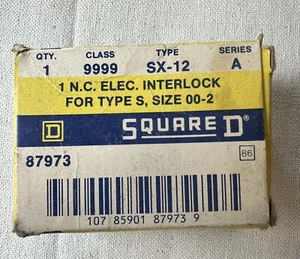 QTY. CLASS TYPE SERIES
1 9999 SX-12 A
1 N.C. ELEC. INTERLOCK
FOR TYPE S, SIZE 00-2
D SQUARE D®
87973
86
107 85901 87973 9